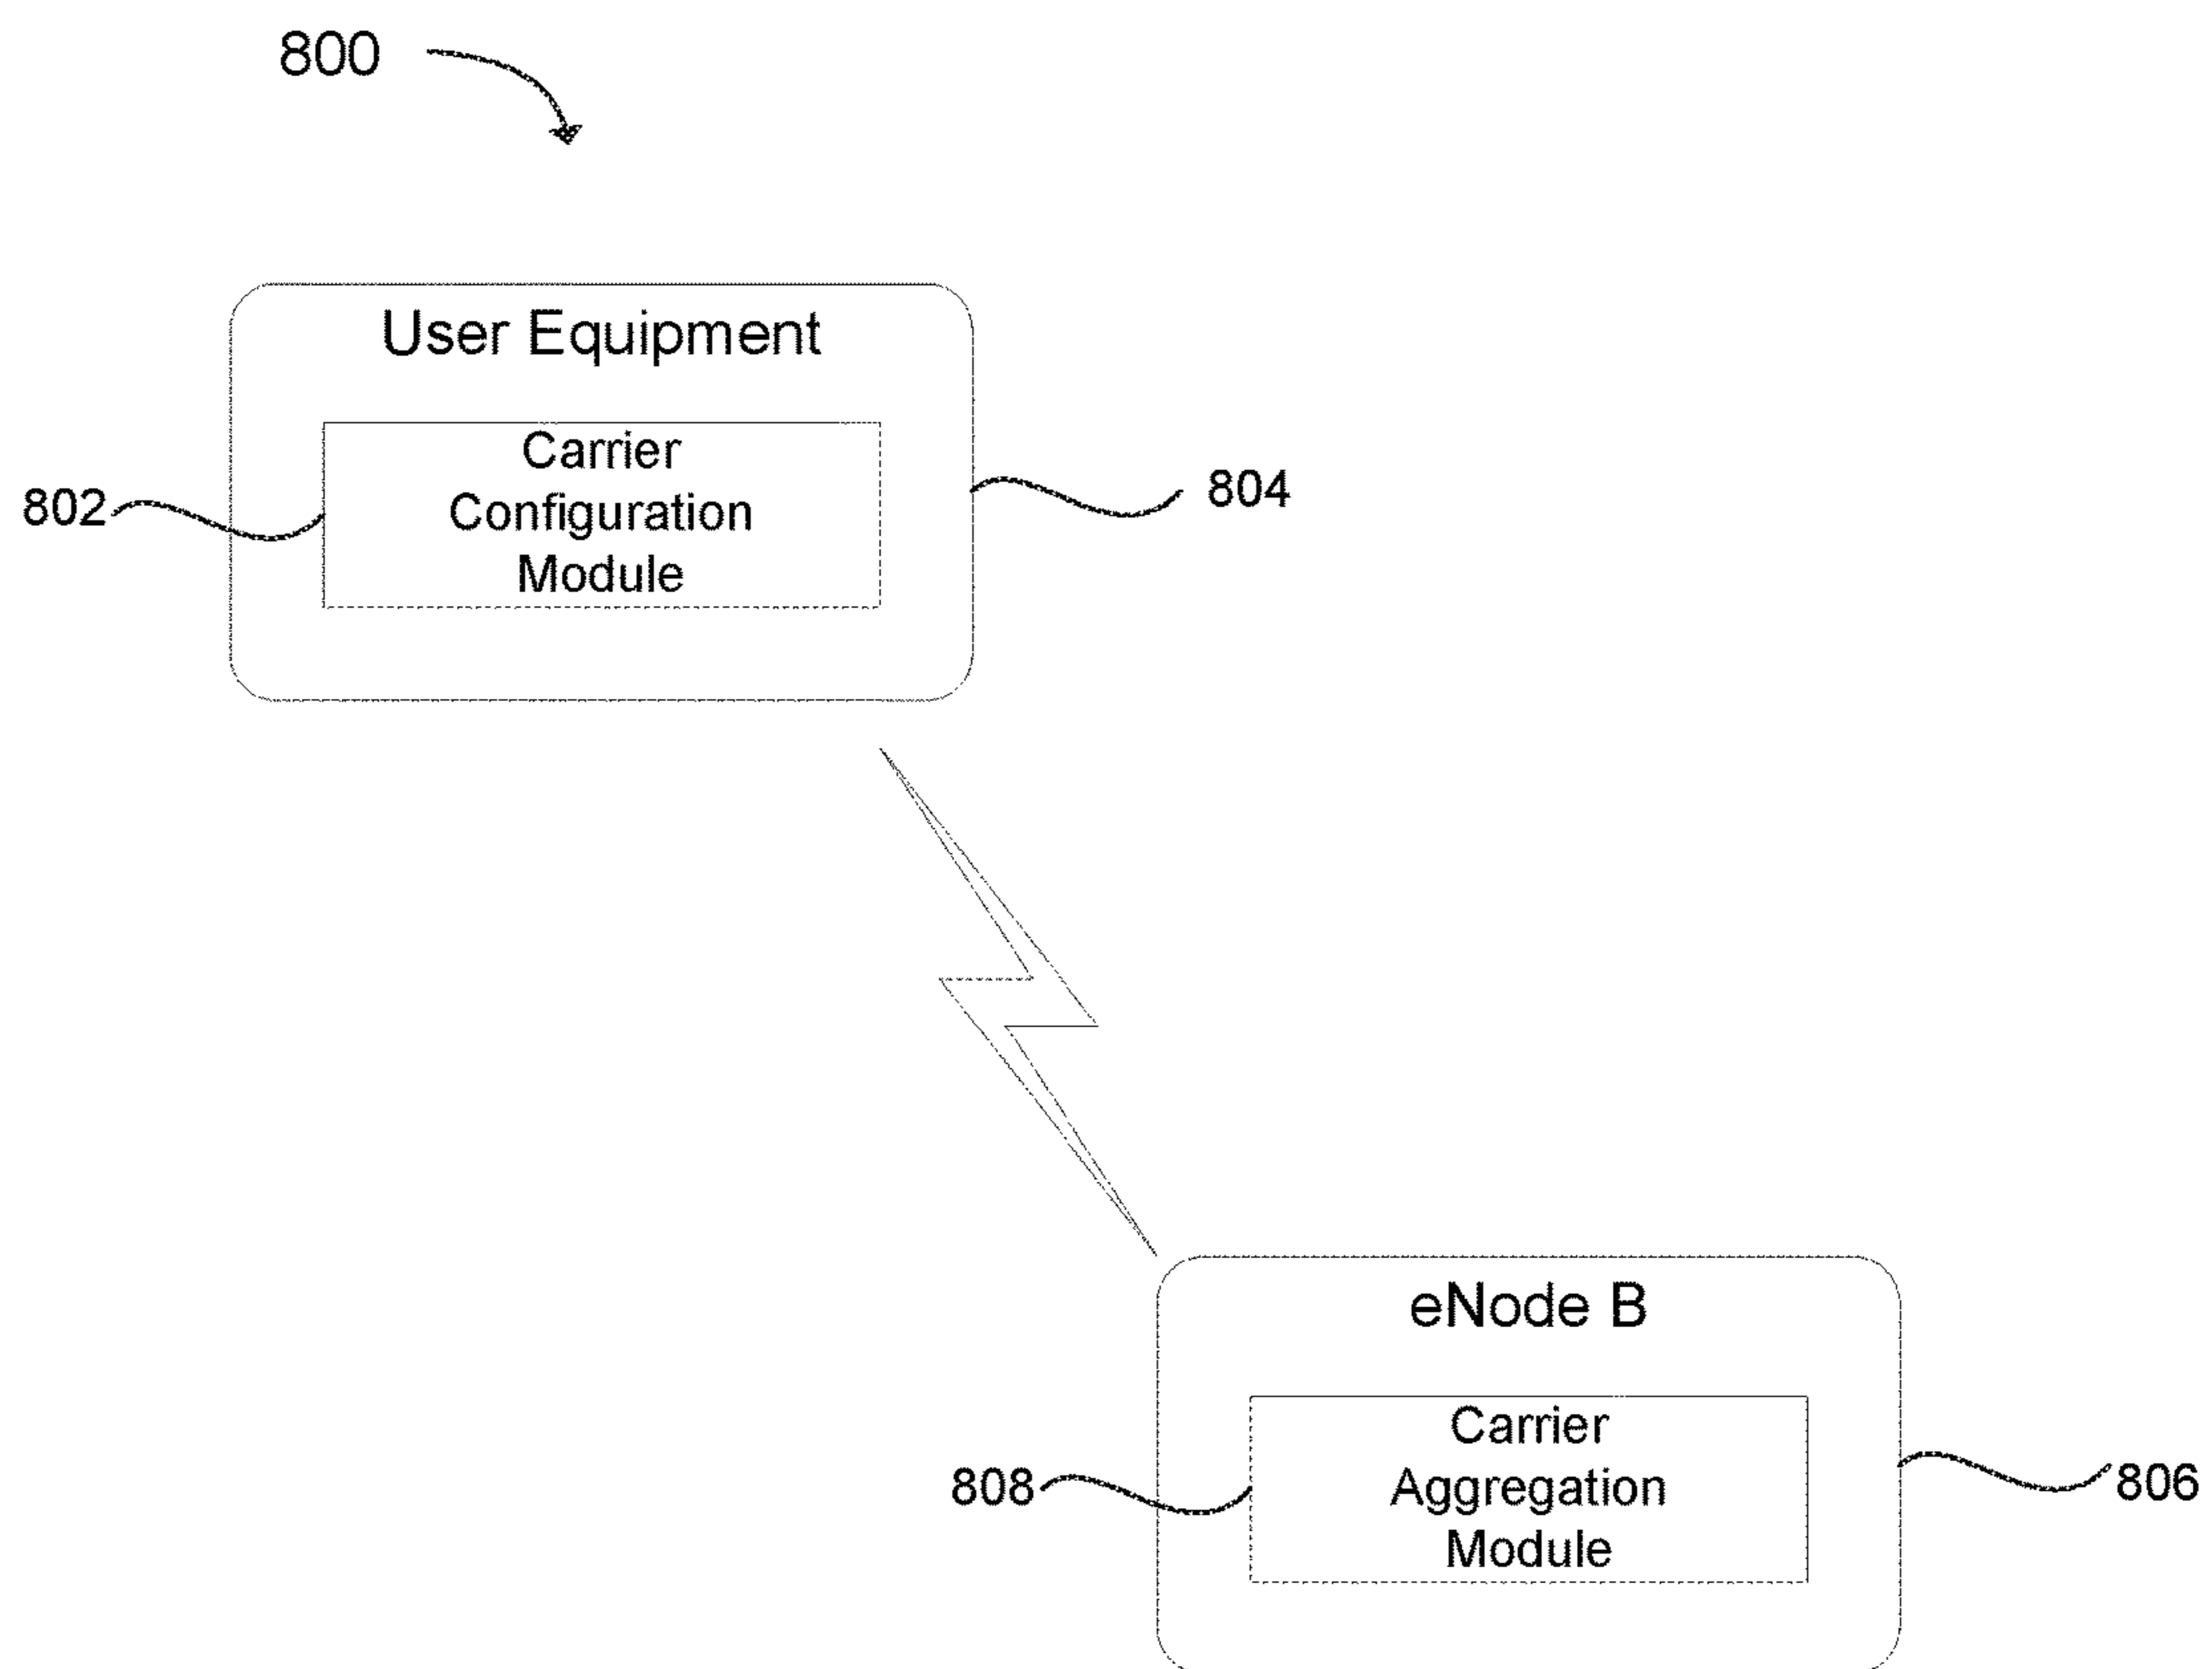 800
User Equipment
Carrier
Configuration
Module
802
804
eNode B
Carrier
Aggregation
Module
808
806